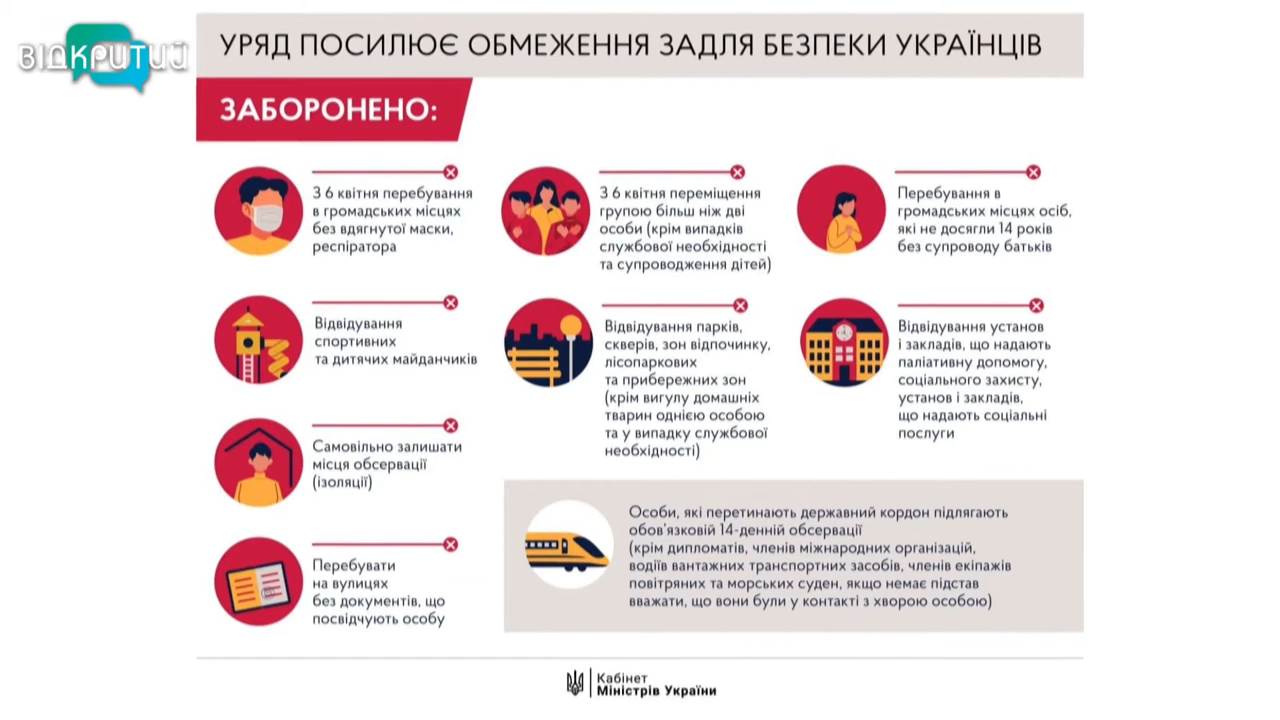 ВІДКРИТИЙ
УРЯД ПОСИЛЮЄ ОБМЕЖЕННЯ ЗАДЛЯ БЕЗПЕКИ УКРАЇНЦІВ
ЗАБОРОНЕНО:
З 6 квітня перебування
в громадських місцях
без вдягнутої маски,
респіратора
З 6 квітня переміщення
групою більш ніж дві
особи (крім випадків
службової необхідності
та супроводження дітей)
Перебування в
громадських місцях осіб,
які не досягли 14 років
без супроводу батьків
Відвідування
спортивних
та дитячих майданчиків
Відвідування парків,
скверів, зон відпочинку,
лісопаркових
та прибережних зон
(крім вигулу домашніх
тварин однією особою
та у випадку службової
необхідності)
Відвідування установ
і закладів, що надають
паліативну допомогу,
соціального захисту,
установ і закладів,
що надають соціальні
послуги
Самовільно залишати
місця обсервації
(ізоляції)
Перебувати
на вулицях
без документів, що
посвідчують особу
Особи, які перетинають державний кордон підлягають
обов'язковій 14-денній обсервації
(крім дипломатів, членів міжнародних організацій,
водіїв вантажних транспортних засобів, членів екіпажів
повітряних та морських суден, якщо немає підстав
вважати, що вони були у контакті з хворою особою)
Кабінет
Міністрів України